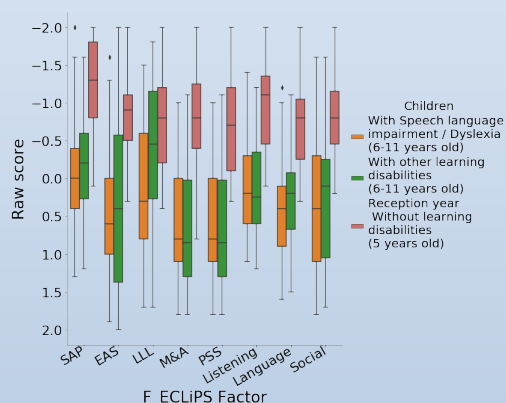 −2.0
−1.5
−1.0
−0.5
0.0
0.5
1.0
1.5
2.0
Raw score
SAP
EAS
LLL
M&A
PSS
Listening
Language
Social
F_ECLiPS Factor
Children
With Speech language
impairment / Dyslexia
(6-11 years old)
With other learning
disabilities
(6-11 years old)
Reception year
Without learning
disabilities
(5 years old)